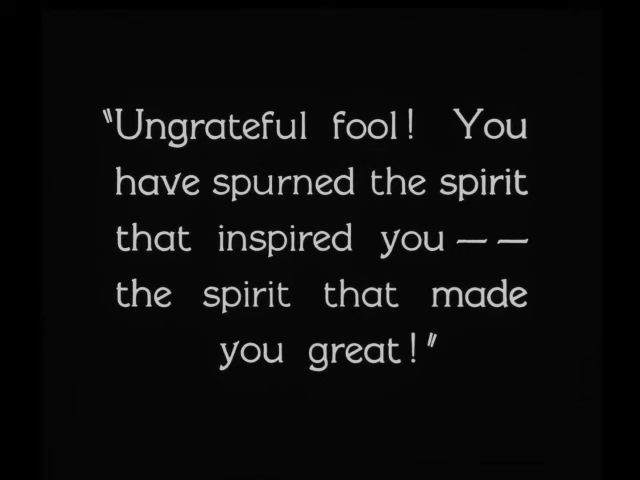 "Ungrateful fool! You
have spurned the spirit
that inspired you — —
the spirit that made
you great!"